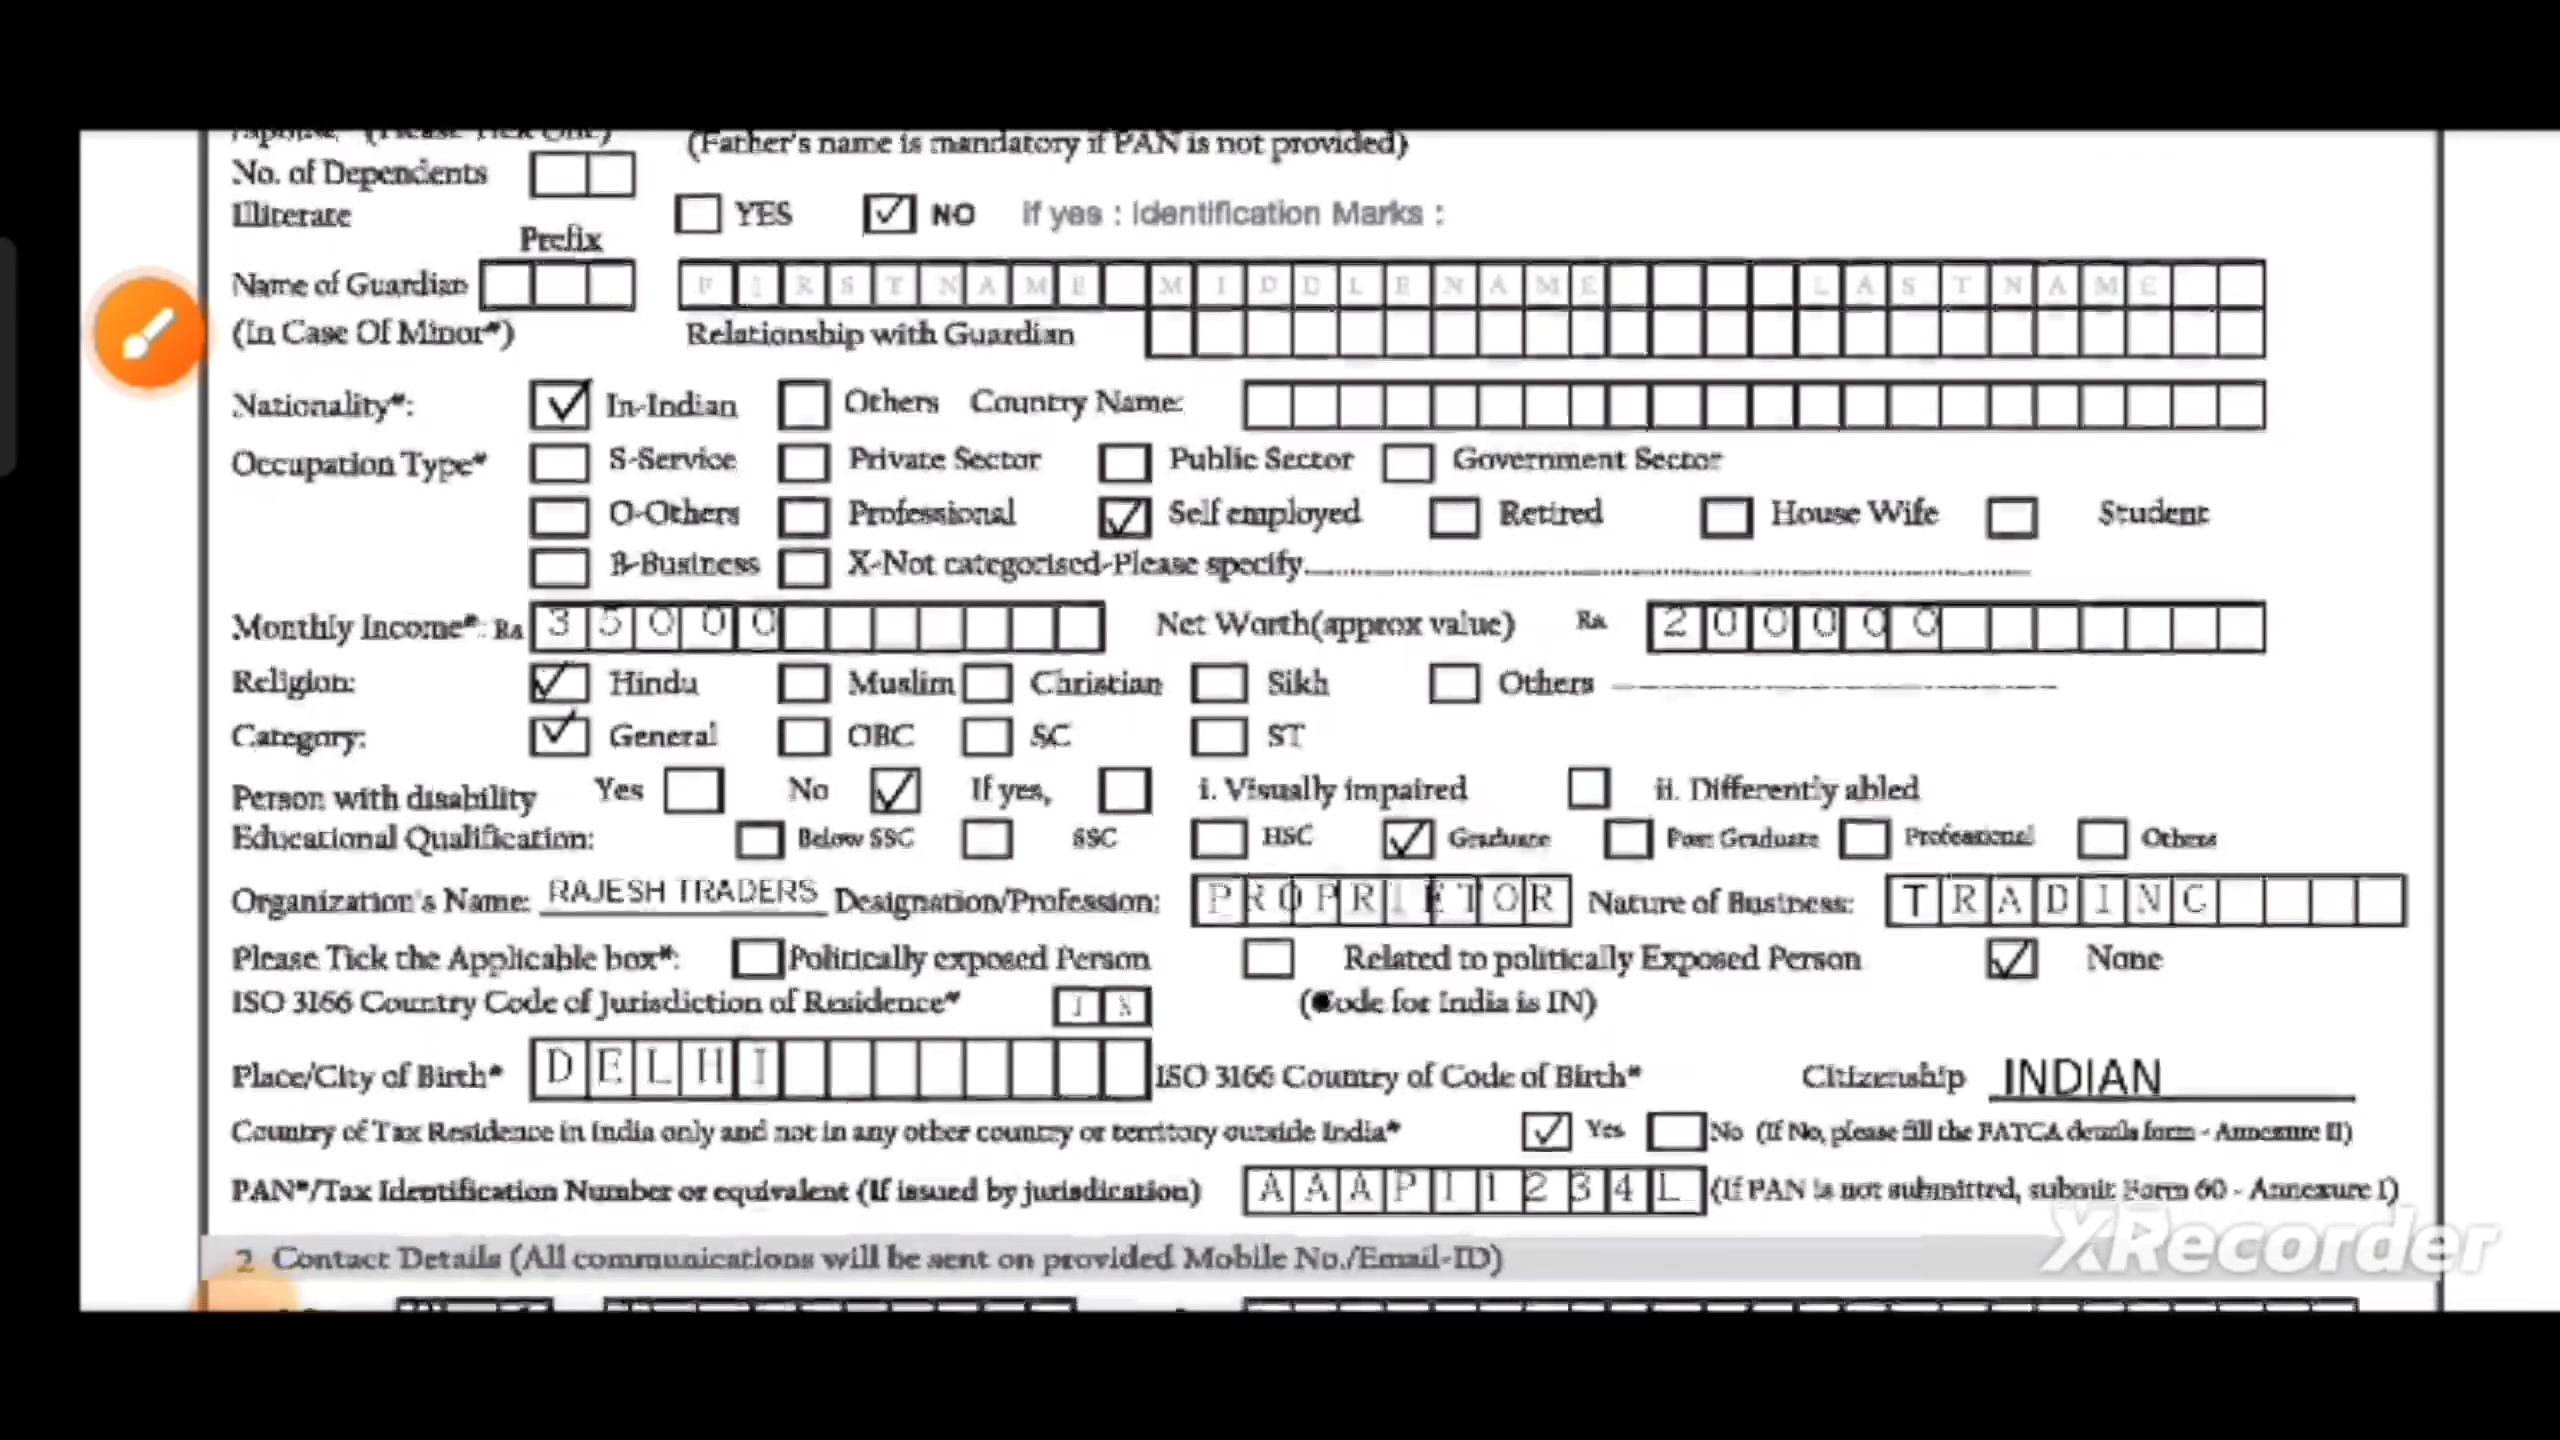 (Please Tick One) (Father's name is mandatory if PAN is not provided)
No. of Dependents
Illiterate YES NO If yes : Identification Marks :
Prefix
Name of Guardian FIRSTNAME MIDDLENAME LASTNAME
(In Case Of Minor*) Relationship with Guardian
Nationality*: In-Indian Others Country Name:
Occupation Type* S-Service Private Sector Public Sector Government Sector
O-Others Professional Self employed Retired House Wife Student
B-Business X-Not categorised-Please specify
Monthly Income*: Rs 35000 Net Worth(approx value) Rs 200000
Religion: Hindu Muslim Christian Sikh Others
Category: General OBC SC ST
Person with disability Yes No If yes, i. Visually impaired ii. Differently abled
Educational Qualification: Below SSC SSC HSC Graduate Post Graduate Professional Others
Organization's Name: RAJESH TRADERS Designation/Profession: PROPRIETOR Nature of Business: TRADING
Please Tick the Applicable box*: Politically exposed Person Related to politically Exposed Person None
ISO 3166 Country Code of Jurisdiction of Residence* IN (Code for India is IN)
Place/City of Birth* DELHI ISO 3166 Country of Code of Birth* Citizenship INDIAN
Country of Tax Residence in India only and not in any other country or territory outside India* Yes No (If No, please fill the FATCA details form - Annexure II)
PAN*/Tax Identification Number or equivalent (If issued by jurisdication) AAAPI1234L (If PAN is not submitted, submit Form 60 - Annexure I)
XRecorder
2 Contact Details (All communications will be sent on provided Mobile No./Email-ID)